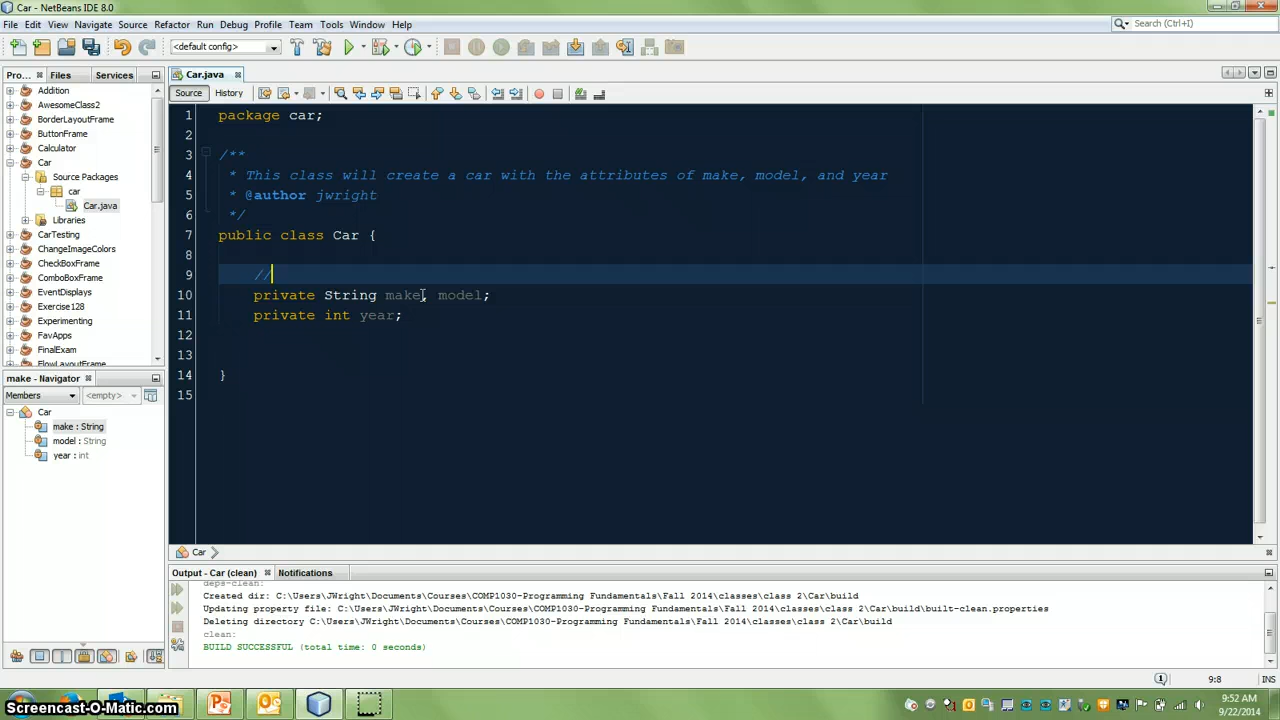 Car - NetBeans IDE 8.0
File Edit View Navigate Source Refactor Run Debug Profile Team Tools Window Help
Search (Ctrl+I)
<default config>
Pro... Files Services
Car.java
Source History
Addition
AwesomeClass2
BorderLayoutFrame
ButtonFrame
Calculator
Car
Source Packages
car
Car.java
Libraries
CarTesting
ChangeImageColors
CheckBoxFrame
ComboBoxFrame
EventDisplays
Exercise128
Experimenting
FavApps
FinalExam
FlowLayoutFrame
1 package car;
2
3 /**
4 * This class will create a car with the attributes of make, model, and year
5 * @author jwright
6 */
7 public class Car {
8
9 //
10 private String make, model;
11 private int year;
12
13
14 }
15
make - Navigator
Members <empty>
Car
make : String
model : String
year : int
Car
Output - Car (clean) Notifications
deps-clean:
Created dir: C:\Users\JWright\Documents\Courses\COMP1030-Programming Fundamentals\Fall 2014\classes\class 2\Car\build
Updating property file: C:\Users\JWright\Documents\Courses\COMP1030-Programming Fundamentals\Fall 2014\classes\class 2\Car\build\built-clean.properties
Deleting directory C:\Users\JWright\Documents\Courses\COMP1030-Programming Fundamentals\Fall 2014\classes\class 2\Car\build
clean:
BUILD SUCCESSFUL (total time: 0 seconds)
9:8 INS
Screencast-O-Matic.com
9:52 AM
9/22/2014